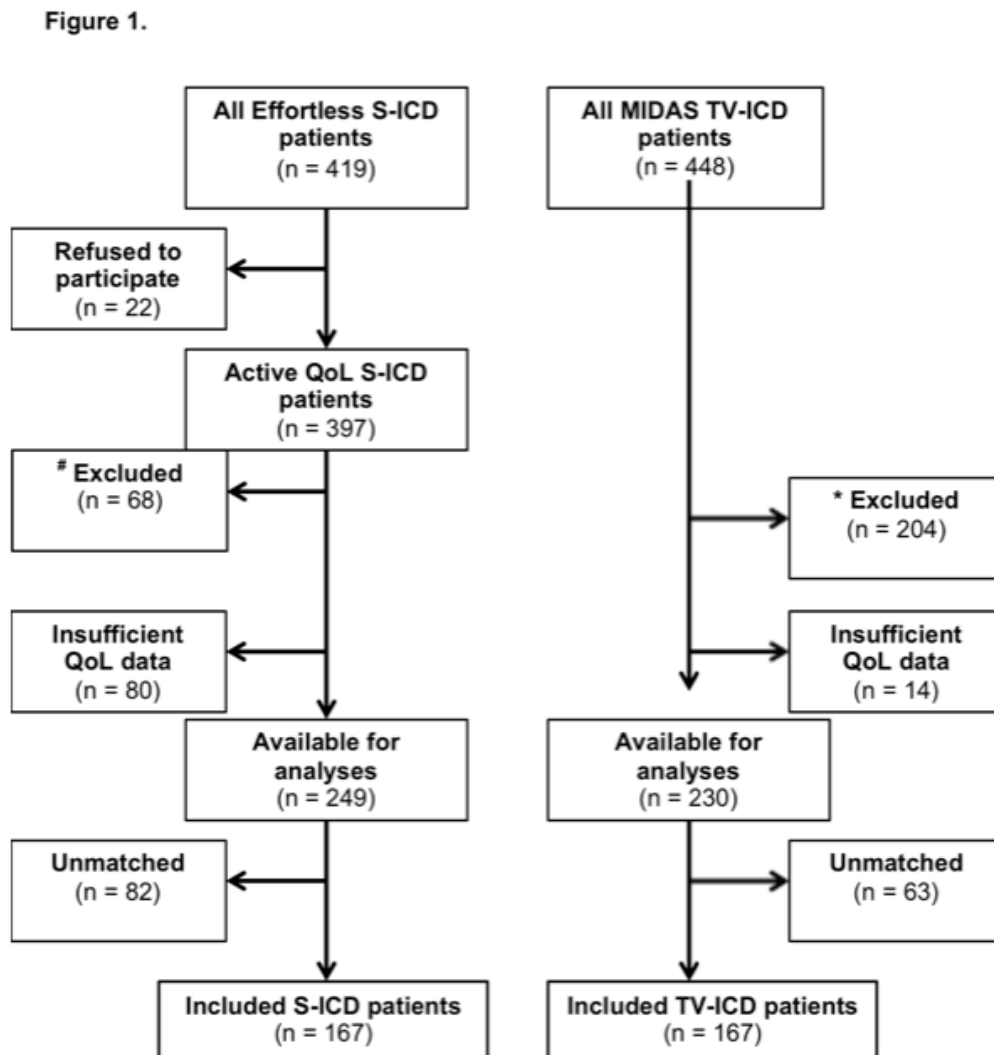 Figure 1.
All Effortless S-ICD
patients
(n = 419)
All MIDAS TV-ICD
patients
(n = 448)
Refused to
participate
(n = 22)
Active QoL S-ICD
patients
(n = 397)
# Excluded
(n = 68)
* Excluded
(n = 204)
Insufficient
QoL data
(n = 80)
Insufficient
QoL data
(n = 14)
Available for
analyses
(n = 249)
Available for
analyses
(n = 230)
Unmatched
(n = 82)
Unmatched
(n = 63)
Included S-ICD patients
(n = 167)
Included TV-ICD patients
(n = 167)